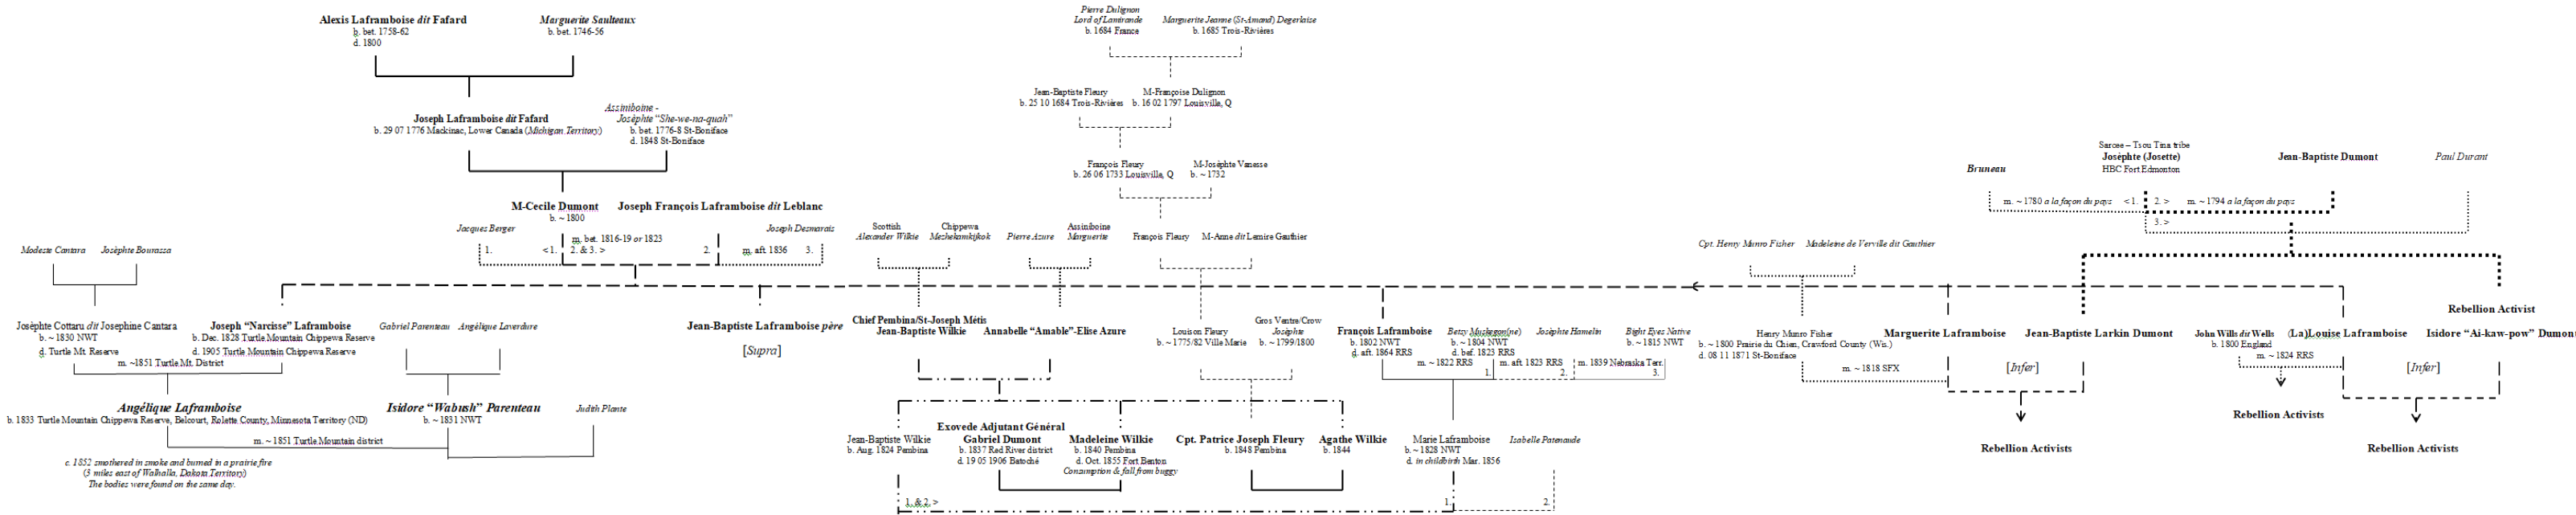 Alexis Laframboise dit Fafard
b. bet. 1758-62
d. 1800
Marguerite Saulteaux
b. bet. 1746-56
Pierre Dulignon
Lord of Lamirande
b. 1684 France
Marguerite Jeanne (St-Amand) Degerlaise
b. 1685 Trois-Rivières
Jean-Baptiste Fleury
b. 25 10 1684 Trois-Rivières
M-Françoise Dulignon
b. 16 02 1797 Louisville, Q
Joseph Laframboise dit Fafard
b. 29 07 1776 Mackinac, Lower Canada (Michigan Territory)
Assiniboine -
Josèphte “She-we-na-quah”
b. bet. 1776-8 St-Boniface
d. 1848 St-Boniface
François Fleury
b. 26 06 1733 Louisville, Q
M-Josèphte Vanesse
b. ~ 1732
Bruneau
Sarcee – Tsou Tina tribe
Josèphte (Josette)
HBC Fort Edmonton
Jean-Baptiste Dumont
Paul Durant
m. ~ 1780 a la façon du pays
< 1.
2. >
m. ~ 1794 a la façon du pays
3. >
M-Cecile Dumont
b. ~ 1800
Joseph François Laframboise dit Leblanc
Jacques Berger
Joseph Desmarais
m. bet. 1816-19 or 1823
1.
< 1.
2. & 3. >
2.
m. aft. 1836
3.
Modeste Cantara
Josèphte Bourassa
Scottish
Alexander Wilkie
Chippewa
Mezhekamkijkok
Pierre Azure
Assiniboine
Marguerite
François Fleury
M-Anne dit Lemire Gauthier
Cpt. Henry Munro Fisher
Madeleine de Verville dit Gauthier
Josèphte Cottaru dit Josephine Cantara
b. ~ 1830 NWT
d. Turtle Mt. Reserve
Joseph “Narcisse” Laframboise
b. Dec. 1828 Turtle Mountain Chippewa Reserve
d. 1905 Turtle Mountain Chippewa Reserve
m. ~1851 Turtle Mt. District
Gabriel Parenteau
Angélique Laverdure
Jean-Baptiste Laframboise père
[Supra]
Chief Pembina/St-Joseph Métis
Jean-Baptiste Wilkie
Annabelle “Amable”-Elise Azure
Louison Fleury
b. ~ 1775/82 Ville Marie
Gros Ventre/Crow
Josèphte
b. ~ 1799/1800
François Laframboise
b. 1802 NWT
d. aft. 1864 RRS
Betsy Muskegon(ne)
b. ~ 1804 NWT
d. bef. 1823 RRS
Josèphte Hamelin
Bight Eyes Native
b. ~ 1815 NWT
m. ~ 1822 RRS
1.
m. aft. 1823 RRS
2.
m. 1839 Nebraska Terr.
3.
Henry Munro Fisher
b. ~ 1800 Prairie du Chien, Crawford County (Wis.)
d. 08 11 1871 St-Boniface
m. ~ 1818 SFX
Marguerite Laframboise
Jean-Baptiste Larkin Dumont
[Infer]
John Wills dit Wells
b. 1800 England
m. ~ 1824 RRS
(La)Louise Laframboise
Rebellion Activist
Isidore “Ai-kaw-pow” Dumont
[Infer]
Angélique Laframboise
b. 1833 Turtle Mountain Chippewa Reserve, Belcourt, Rolette County, Minnesota Territory (ND)
Isidore “Wabush” Parenteau
b. ~ 1831 NWT
Judith Plante
m. ~ 1851 Turtle Mountain district
c. 1852 smothered in smoke and burned in a prairie fire
(3 miles east of Walhalla, Dakota Territory)
The bodies were found on the same day.
Jean-Baptiste Wilkie
b. Aug. 1824 Pembina
Exovede Adjutant Général
Gabriel Dumont
b. 1837 Red River district
d. 19 05 1906 Batoché
Madeleine Wilkie
b. 1840 Pembina
d. Oct. 1855 Fort Benton
Consumption & fall from buggy
Cpt. Patrice Joseph Fleury
b. 1848 Pembina
Agathe Wilkie
b. 1844
Marie Laframboise
b. ~ 1828 NWT
d. in childbirth Mar. 1856
Isabelle Patenaude
1. & 2. >
1.
2.
Rebellion Activists
Rebellion Activists
Rebellion Activists